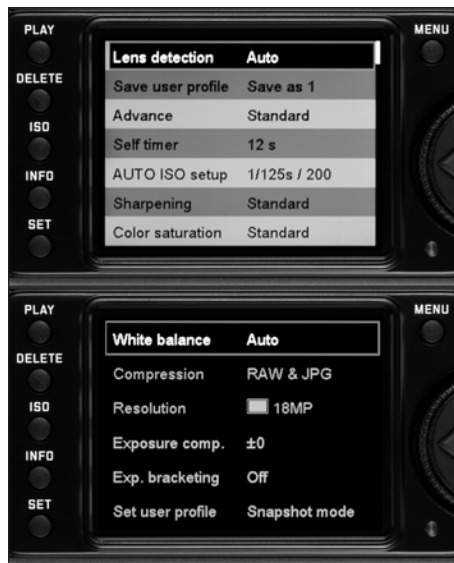 PLAY
MENU
DELETE
ISO
INFO
SET
Lens detection Auto
Save user profile Save as 1
Advance Standard
Self timer 12 s
AUTO ISO setup 1/125s / 200
Sharpening Standard
Color saturation Standard
PLAY
MENU
DELETE
ISO
INFO
SET
White balance Auto
Compression RAW & JPG
Resolution 18MP
Exposure comp. ±0
Exp. bracketing Off
Set user profile Snapshot mode